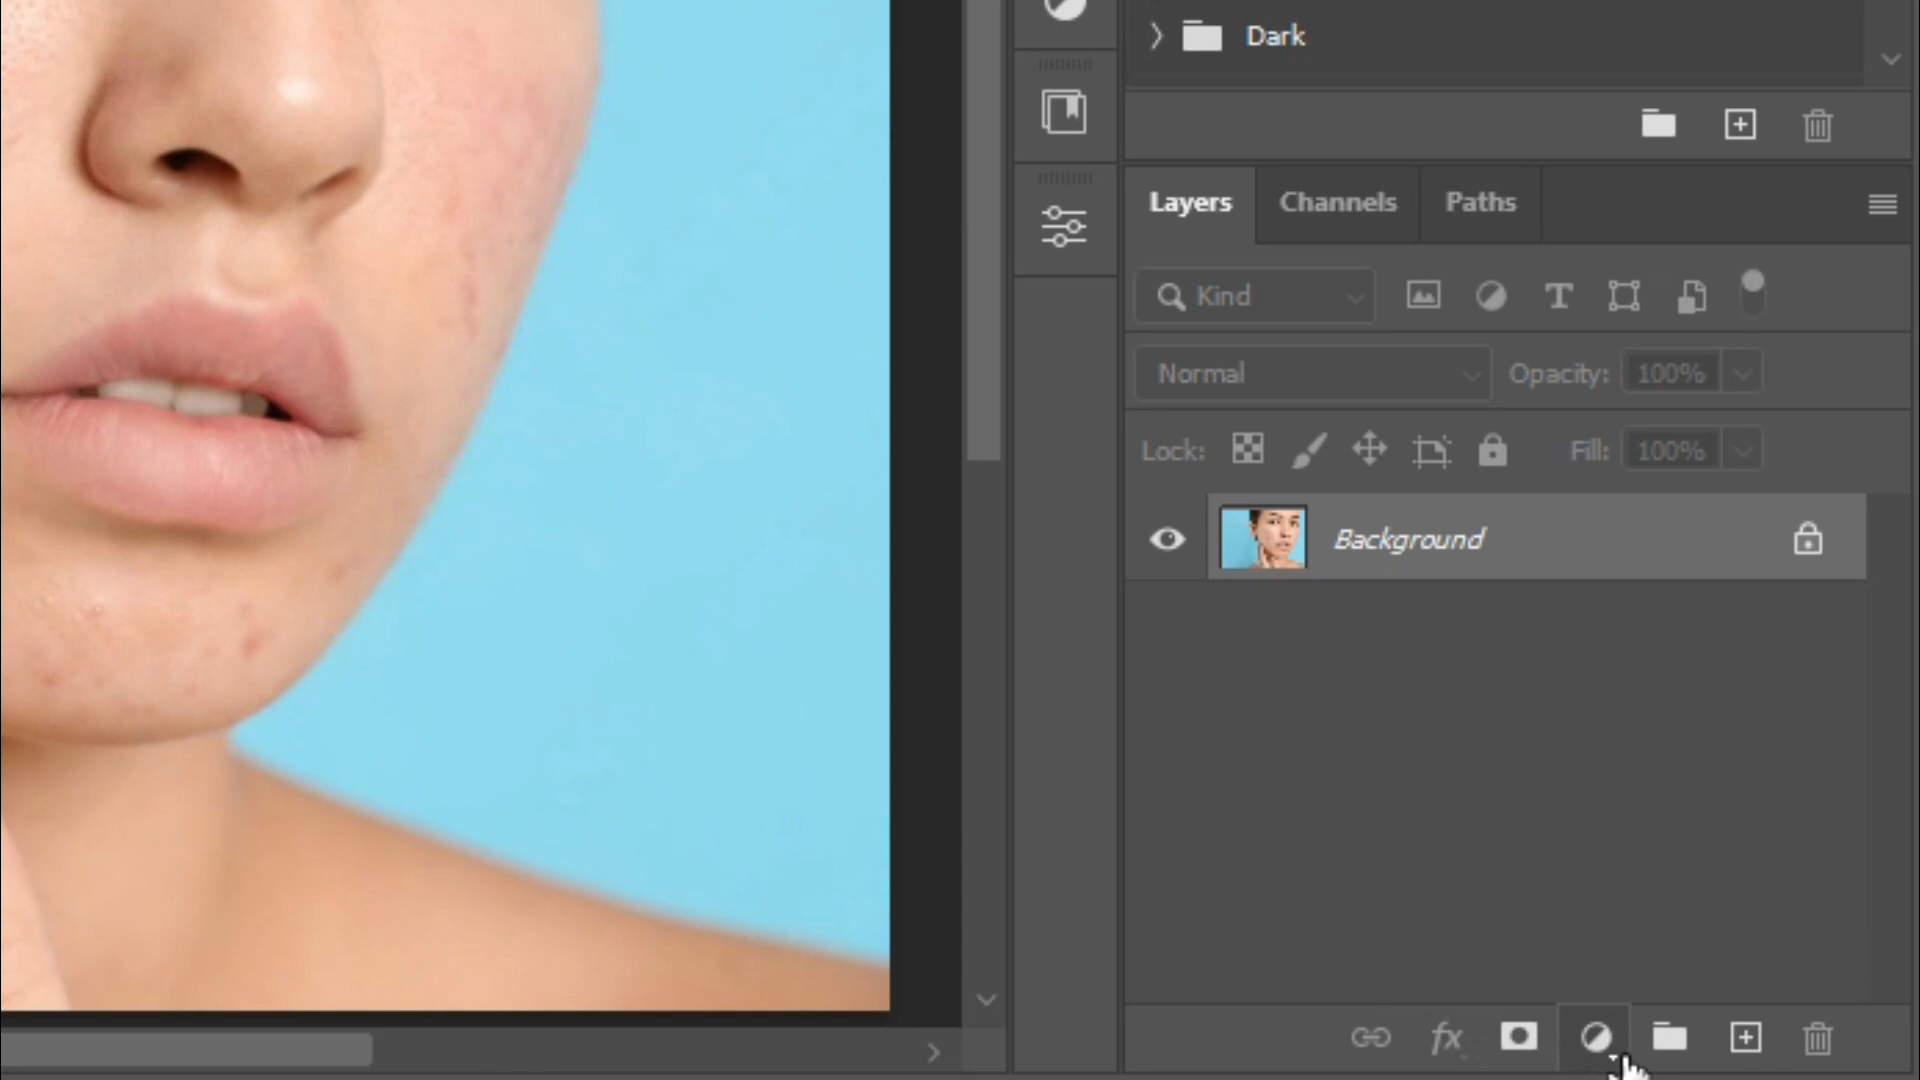 Dark
Layers Channels Paths
Kind
Normal Opacity: 100%
Lock: Fill: 100%
Background
fx